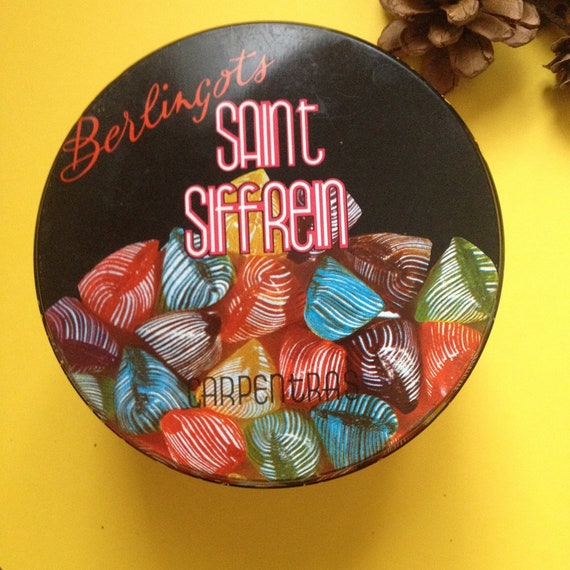 Berlingots
SAInt
SIFFREIn
CARPEntRAS